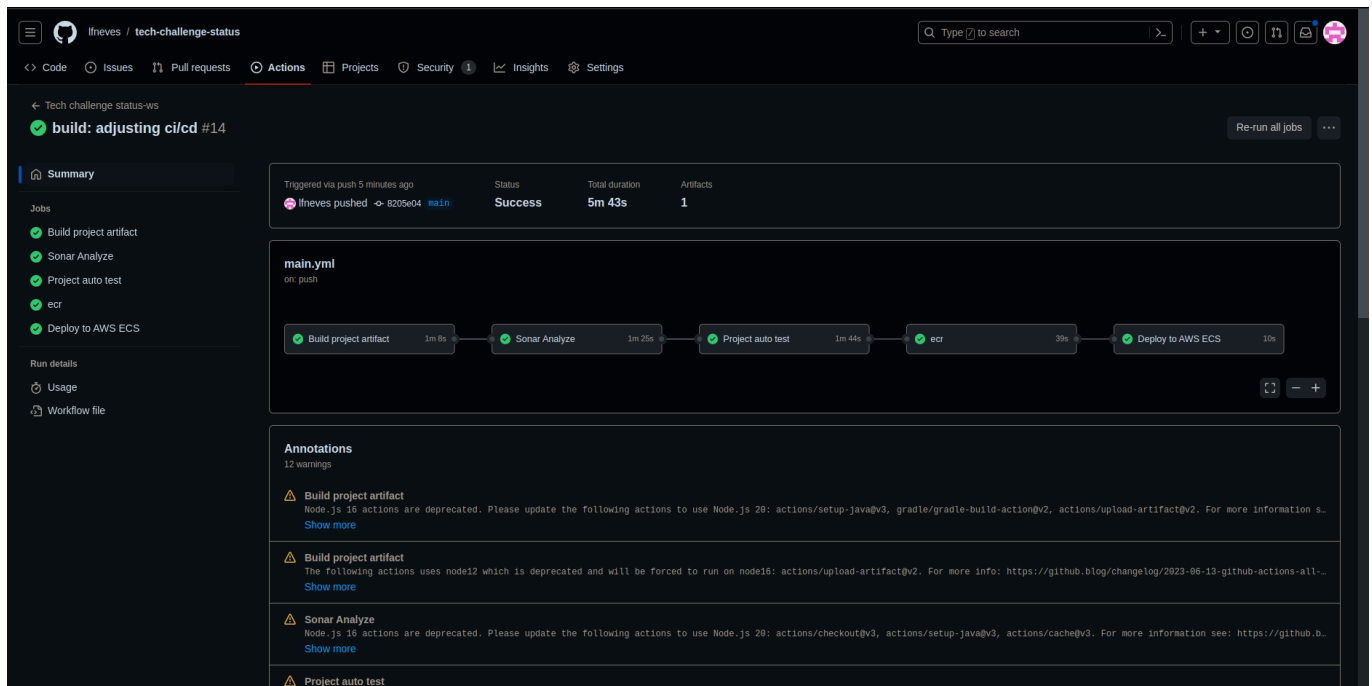 lfneves / tech-challenge-status
Type / to search
Code
Issues
Pull requests
Actions
Projects
Security 1
Insights
Settings
Tech challenge status-ws
build: adjusting ci/cd #14
Re-run all jobs
Summary
Jobs
Build project artifact
Sonar Analyze
Project auto test
ecr
Deploy to AWS ECS
Run details
Usage
Workflow file
Triggered via push 5 minutes ago
lfneves pushed 8205e04 main
Status
Success
Total duration
5m 43s
Artifacts
1
main.yml
on: push
Build project artifact 1m 8s
Sonar Analyze 1m 25s
Project auto test 1m 44s
ecr 39s
Deploy to AWS ECS 10s
Annotations
12 warnings
Build project artifact
Node.js 16 actions are deprecated. Please update the following actions to use Node.js 20: actions/setup-java@v3, gradle/gradle-build-action@v2, actions/upload-artifact@v2. For more information s…
Show more
Build project artifact
The following actions uses node12 which is deprecated and will be forced to run on node16: actions/upload-artifact@v2. For more info: https://github.blog/changelog/2023-06-13-github-actions-all-…
Show more
Sonar Analyze
Node.js 16 actions are deprecated. Please update the following actions to use Node.js 20: actions/checkout@v3, actions/setup-java@v3, actions/cache@v3. For more information see: https://github.b…
Show more
Project auto test